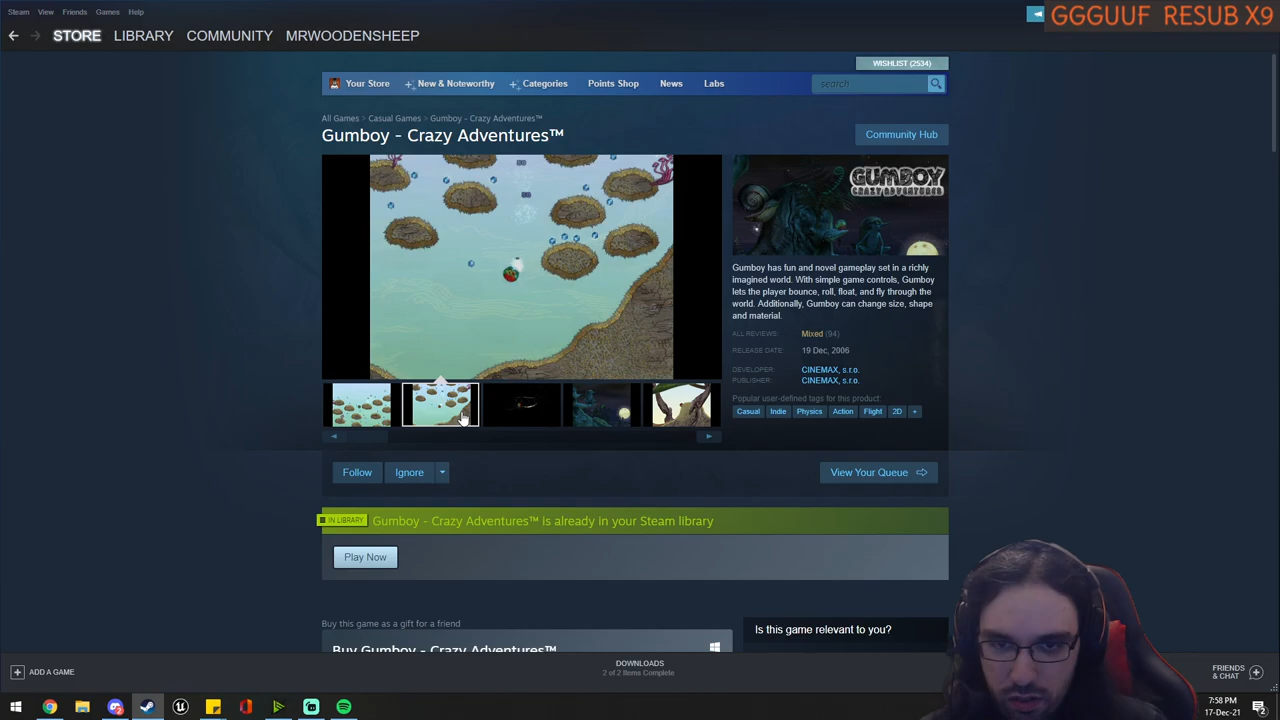 Steam View Friends Games Help
GGGUUF RESUB X9
STORE LIBRARY COMMUNITY MRWOODENSHEEP
WISHLIST (2534)
Your Store New & Noteworthy Categories Points Shop News Labs search
All Games > Casual Games > Gumboy - Crazy Adventures™
Gumboy - Crazy Adventures™
Community Hub
GUMBOY
CRAZY ADVENTURES
Gumboy has fun and novel gameplay set in a richly
imagined world. With simple game controls, Gumboy
lets the player bounce, roll, float, and fly through the
world. Additionally, Gumboy can change size, shape
and material.
ALL REVIEWS: Mixed (94)
RELEASE DATE: 19 Dec, 2006
DEVELOPER: CINEMAX, s.r.o.
PUBLISHER: CINEMAX, s.r.o.
Popular user-defined tags for this product:
Casual Indie Physics Action Flight 2D +
Follow Ignore
View Your Queue
IN LIBRARY Gumboy - Crazy Adventures™ is already in your Steam library
Play Now
Buy this game as a gift for a friend
Is this game relevant to you?
Buy Gumboy - Crazy Adventures™
ADD A GAME
DOWNLOADS
2 of 2 Items Complete
FRIENDS
& CHAT
7:58 PM
17-Dec-21
2